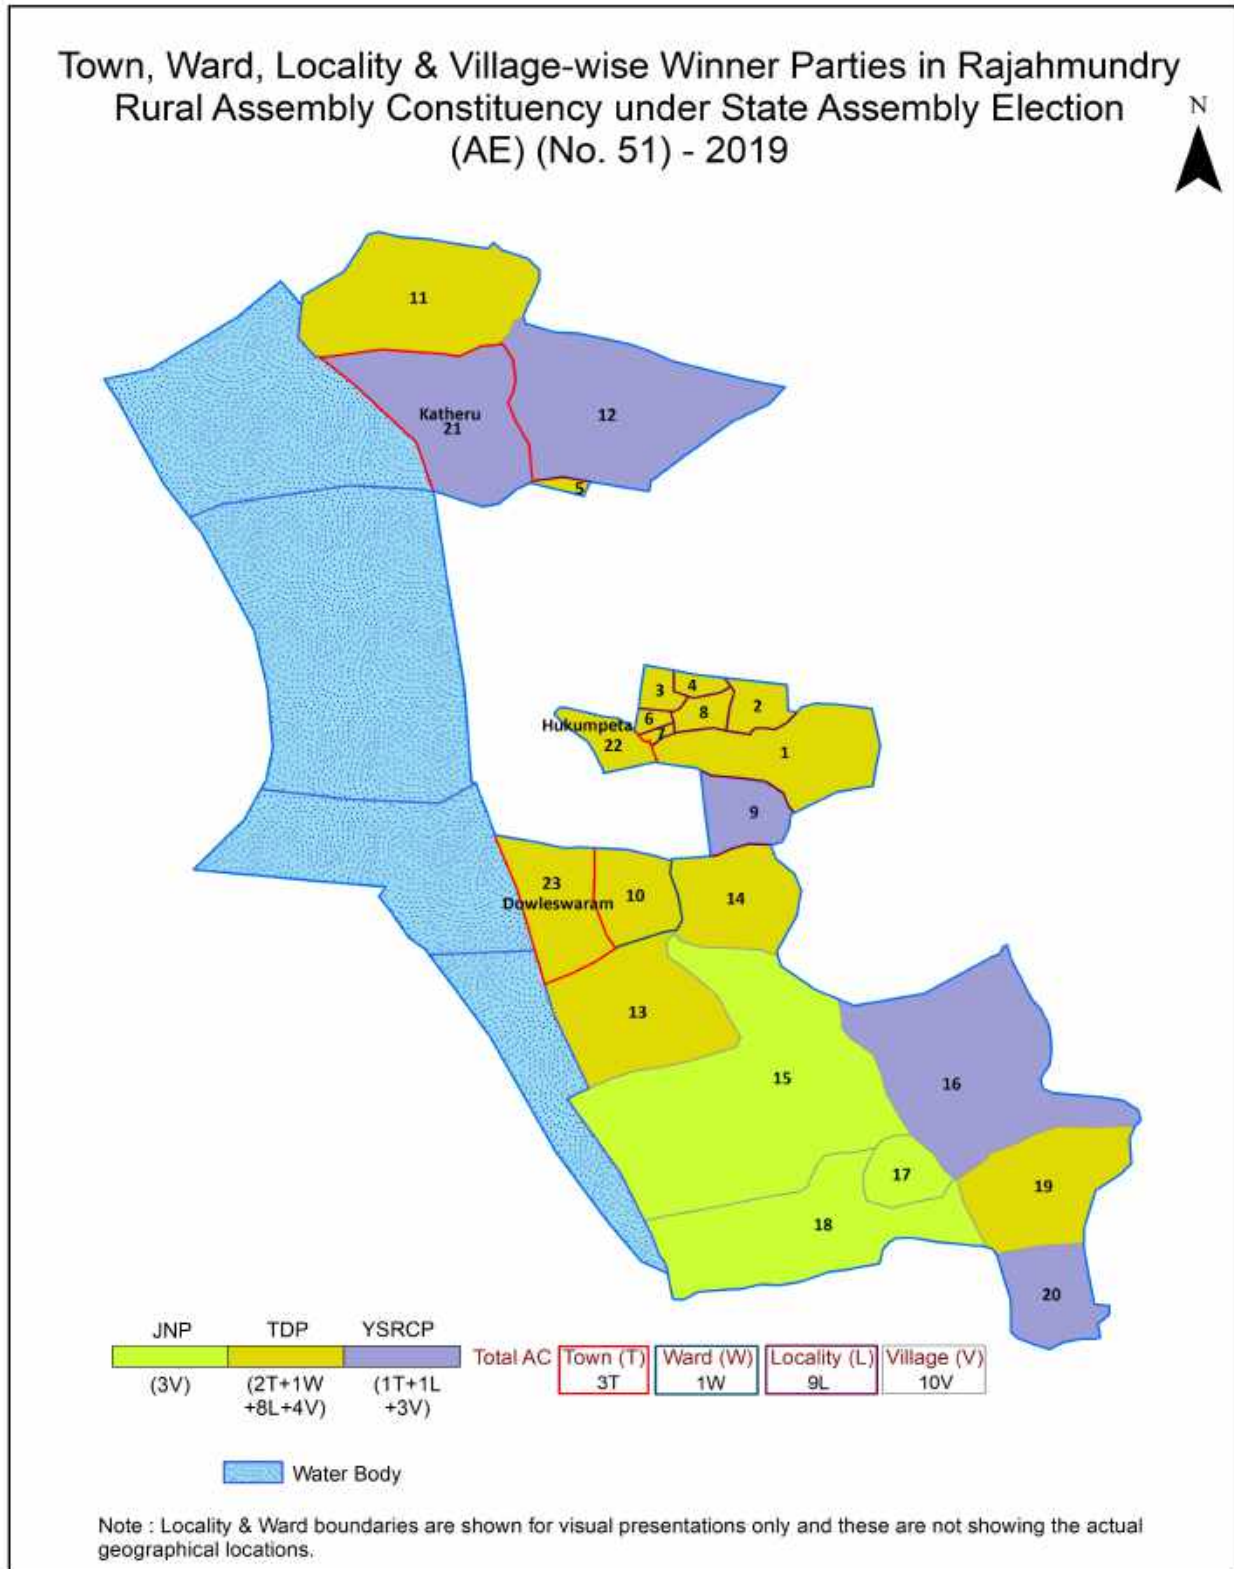 Town, Ward, Locality & Village-wise Winner Parties in Rajahmundry
Rural Assembly Constituency under State Assembly Election
(AE) (No. 51) - 2019
N
11
Katheru
21
12
5
3
4
2
6
8
7
Hukumpeta
22
1
9
23
Dowleswaram
10
14
13
15
16
17
18
19
20
JNP TDP YSRCP
Total AC Town (T) Ward (W) Locality (L) Village (V)
3T 1W 9L 10V
(3V) (2T+1W (1T+1L
+8L+4V) +3V)
Water Body
Note : Locality & Ward boundaries are shown for visual presentations only and these are not showing the actual
geographical locations.